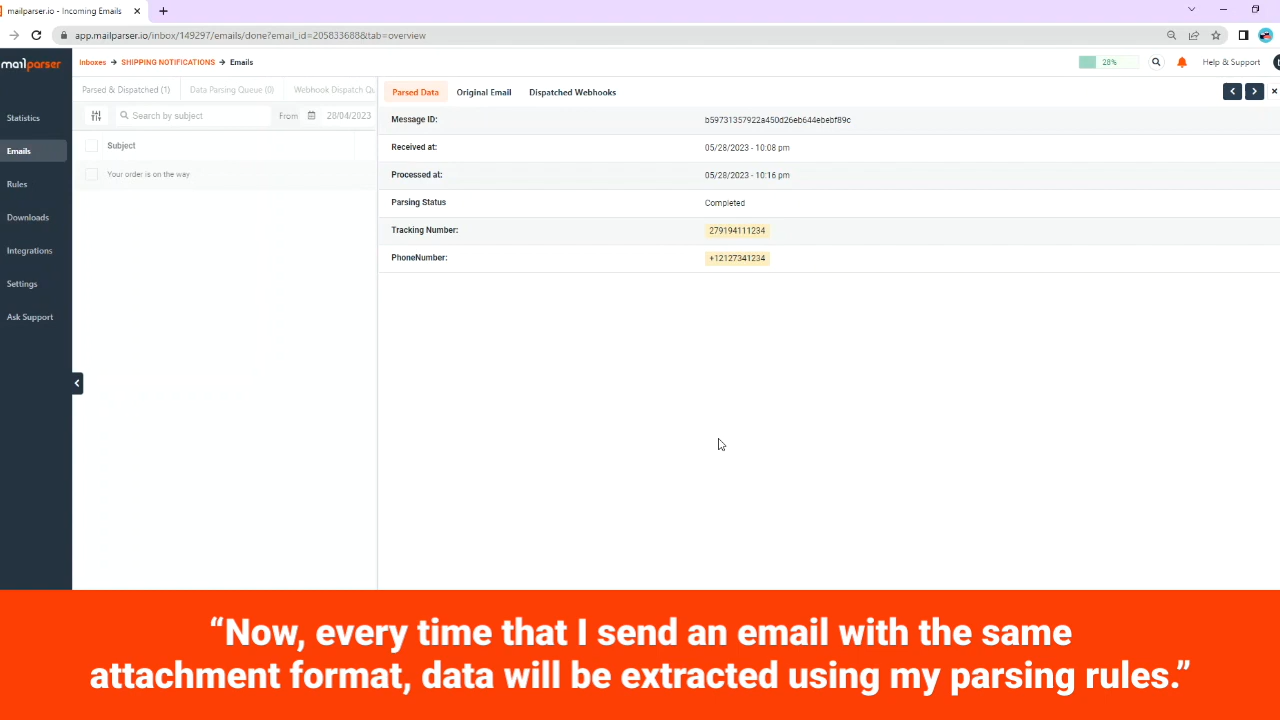 mailparser.io - Incoming Emails
app.mailparser.io/inbox/149297/emails/done?email_id=205833688&tab=overview
mailparser
Inboxes → SHIPPING NOTIFICATIONS → Emails
28%
Help & Support
Statistics
Emails
Rules
Downloads
Integrations
Settings
Ask Support
Parsed & Dispatched (1)
Data Parsing Queue (0)
Webhook Dispatch Qu
Search by subject
From
28/04/2023
Subject
Your order is on the way
Parsed Data
Original Email
Dispatched Webhooks
Message ID: b59731357922a450d26eb644ebebf89c
Received at: 05/28/2023 - 10:08 pm
Processed at: 05/28/2023 - 10:16 pm
Parsing Status Completed
Tracking Number: 279194111234
PhoneNumber: +12127341234
“Now, every time that I send an email with the same
attachment format, data will be extracted using my parsing rules.”